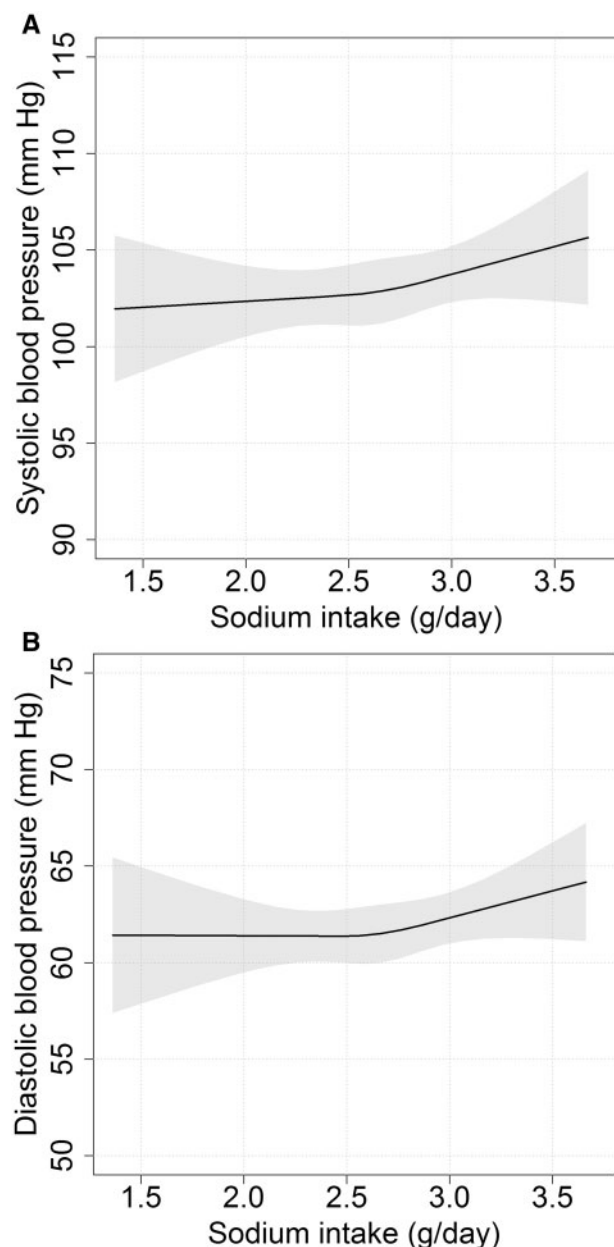 A
Systolic blood pressure (mm Hg)
115
110
105
100
95
90
1.5 2.0 2.5 3.0 3.5
Sodium intake (g/day)
B
Diastolic blood pressure (mm Hg)
75
70
65
60
55
50
1.5 2.0 2.5 3.0 3.5
Sodium intake (g/day)